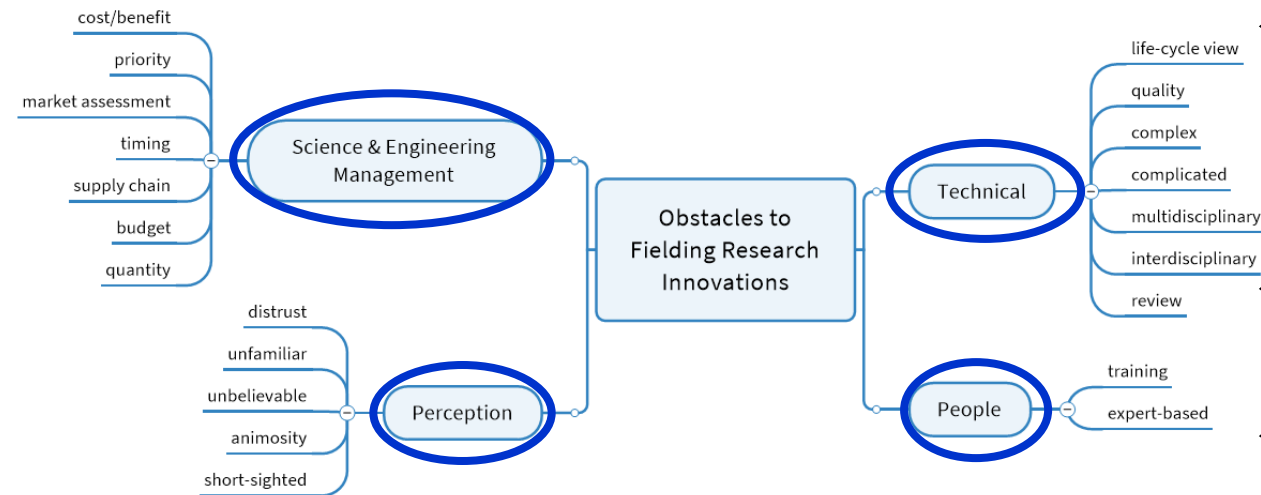 cost/benefit
priority
market assessment
timing
supply chain
budget
quantity
Science & Engineering
Management
distrust
unfamiliar
unbelievable
animosity
short-sighted
Perception
Obstacles to
Fielding Research
Innovations
Technical
life-cycle view
quality
complex
complicated
multidisciplinary
interdisciplinary
review
People
training
expert-based